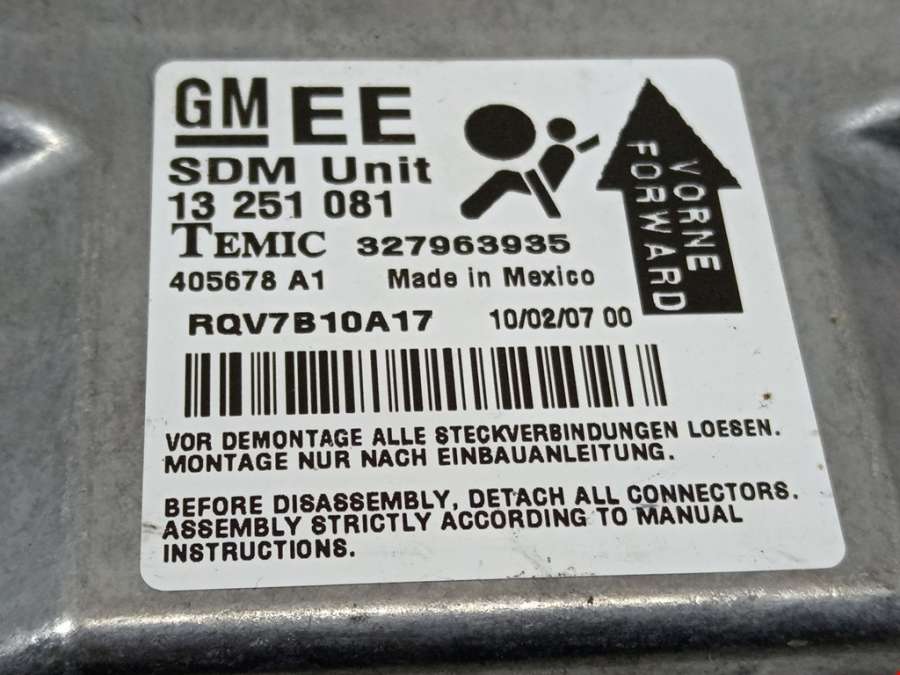 GM EE
SDM Unit
13 251 081
TEMIC 327963935
405678 A1 Made in Mexico
RQV7B10A17 10/02/07 00
VORNE
FORWARD
VOR DEMONTAGE ALLE STECKVERBINDUNGEN LOESEN.
MONTAGE NUR NACH EINBAUANLEITUNG.
BEFORE DISASSEMBLY, DETACH ALL CONNECTORS.
ASSEMBLY STRICTLY ACCORDING TO MANUAL
INSTRUCTIONS.